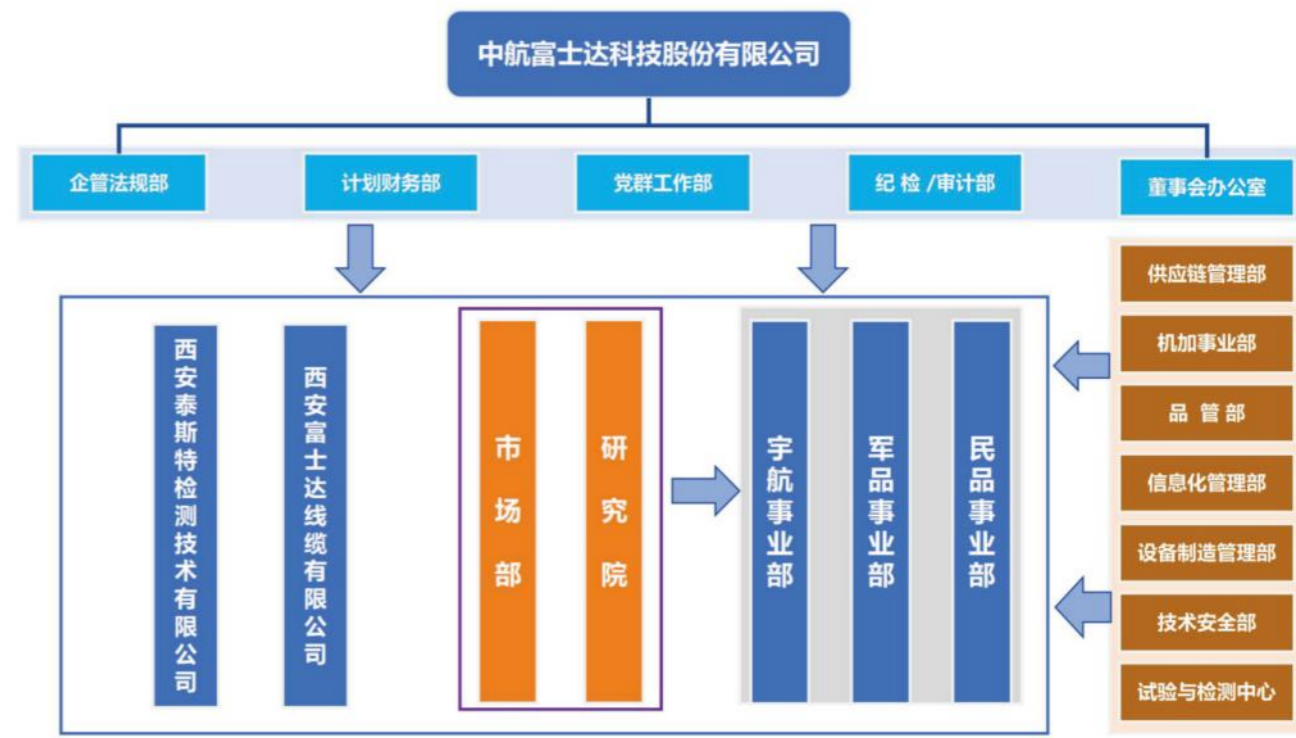 中航富士达科技股份有限公司
企管法规部
计划财务部
党群工作部
纪 检 /审计部
董事会办公室
西安泰斯特检测技术有限公司
西安富士达线缆有限公司
市场部
研究院
宇航事业部
军品事业部
民品事业部
供应链管理部
机加事业部
品 管 部
信息化管理部
设备制造管理部
技术安全部
试验与检测中心